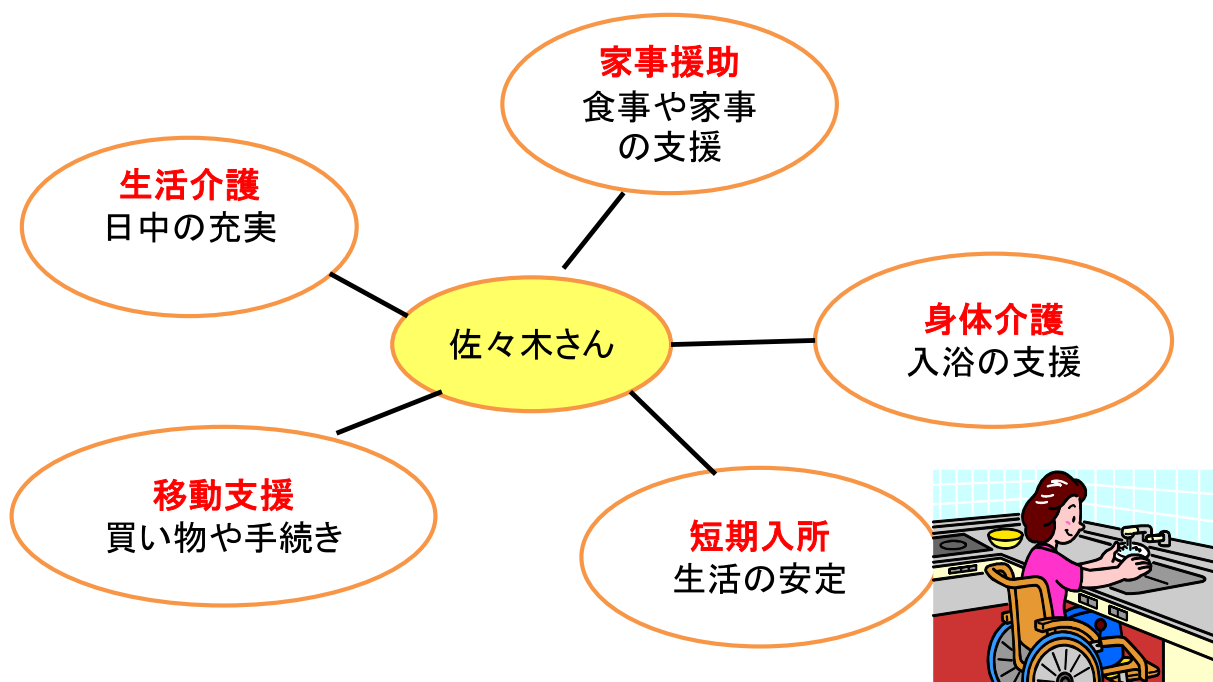 家事援助
食事や家事
の支援
生活介護
日中の充実
佐々木さん
身体介護
入浴の支援
移動支援
買い物や手続き
短期入所
生活の安定